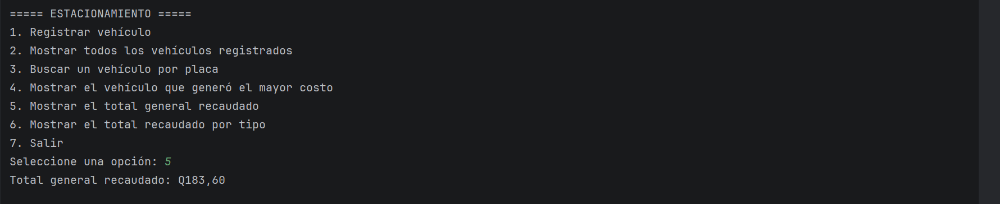 ===== ESTACIONAMIENTO =====
1. Registrar vehículo
2. Mostrar todos los vehículos registrados
3. Buscar un vehículo por placa
4. Mostrar el vehículo que generó el mayor costo
5. Mostrar el total general recaudado
6. Mostrar el total recaudado por tipo
7. Salir
Seleccione una opción: 5
Total general recaudado: Q183,60